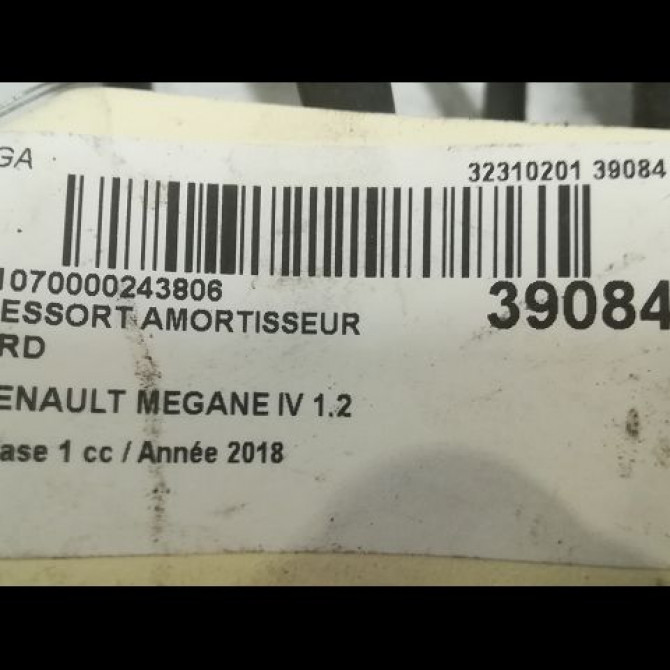 GA 32310201 39084
1070000243806 39084
ESSORT AMORTISSEUR
RD
ENAULT MEGANE IV 1.2
ase 1 cc / Année 2018